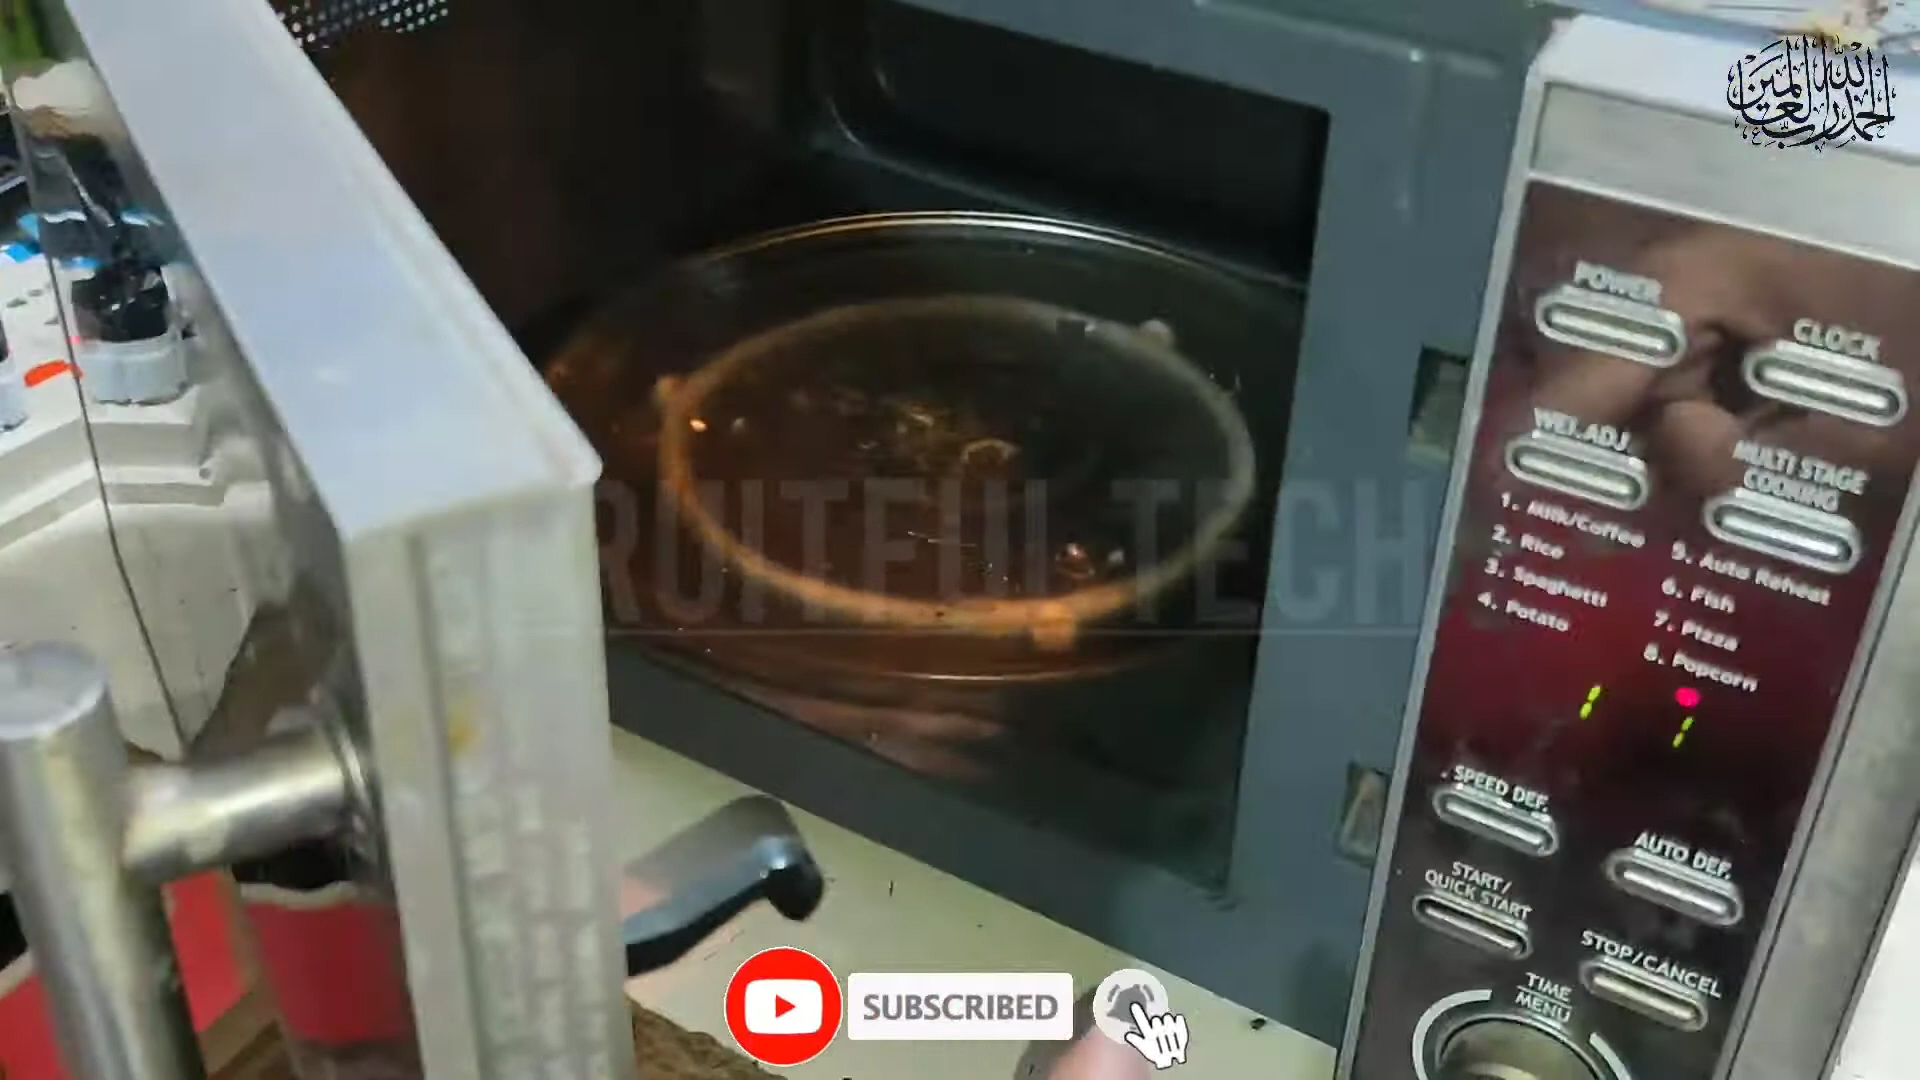 الحمد لله رب العالمين
POWER
CLOCK
WEI.ADJ.
MULTI STAGE
COOKING
1. Milk/Coffee
2. Rice
3. Spaghetti
4. Potato
5. Auto Reheat
6. Fish
7. Pizza
8. Popcorn
FRUITFUL TECH
SPEED DEF.
AUTO DEF.
START/
QUICK START
STOP/CANCEL
TIME
MENU
SUBSCRIBED